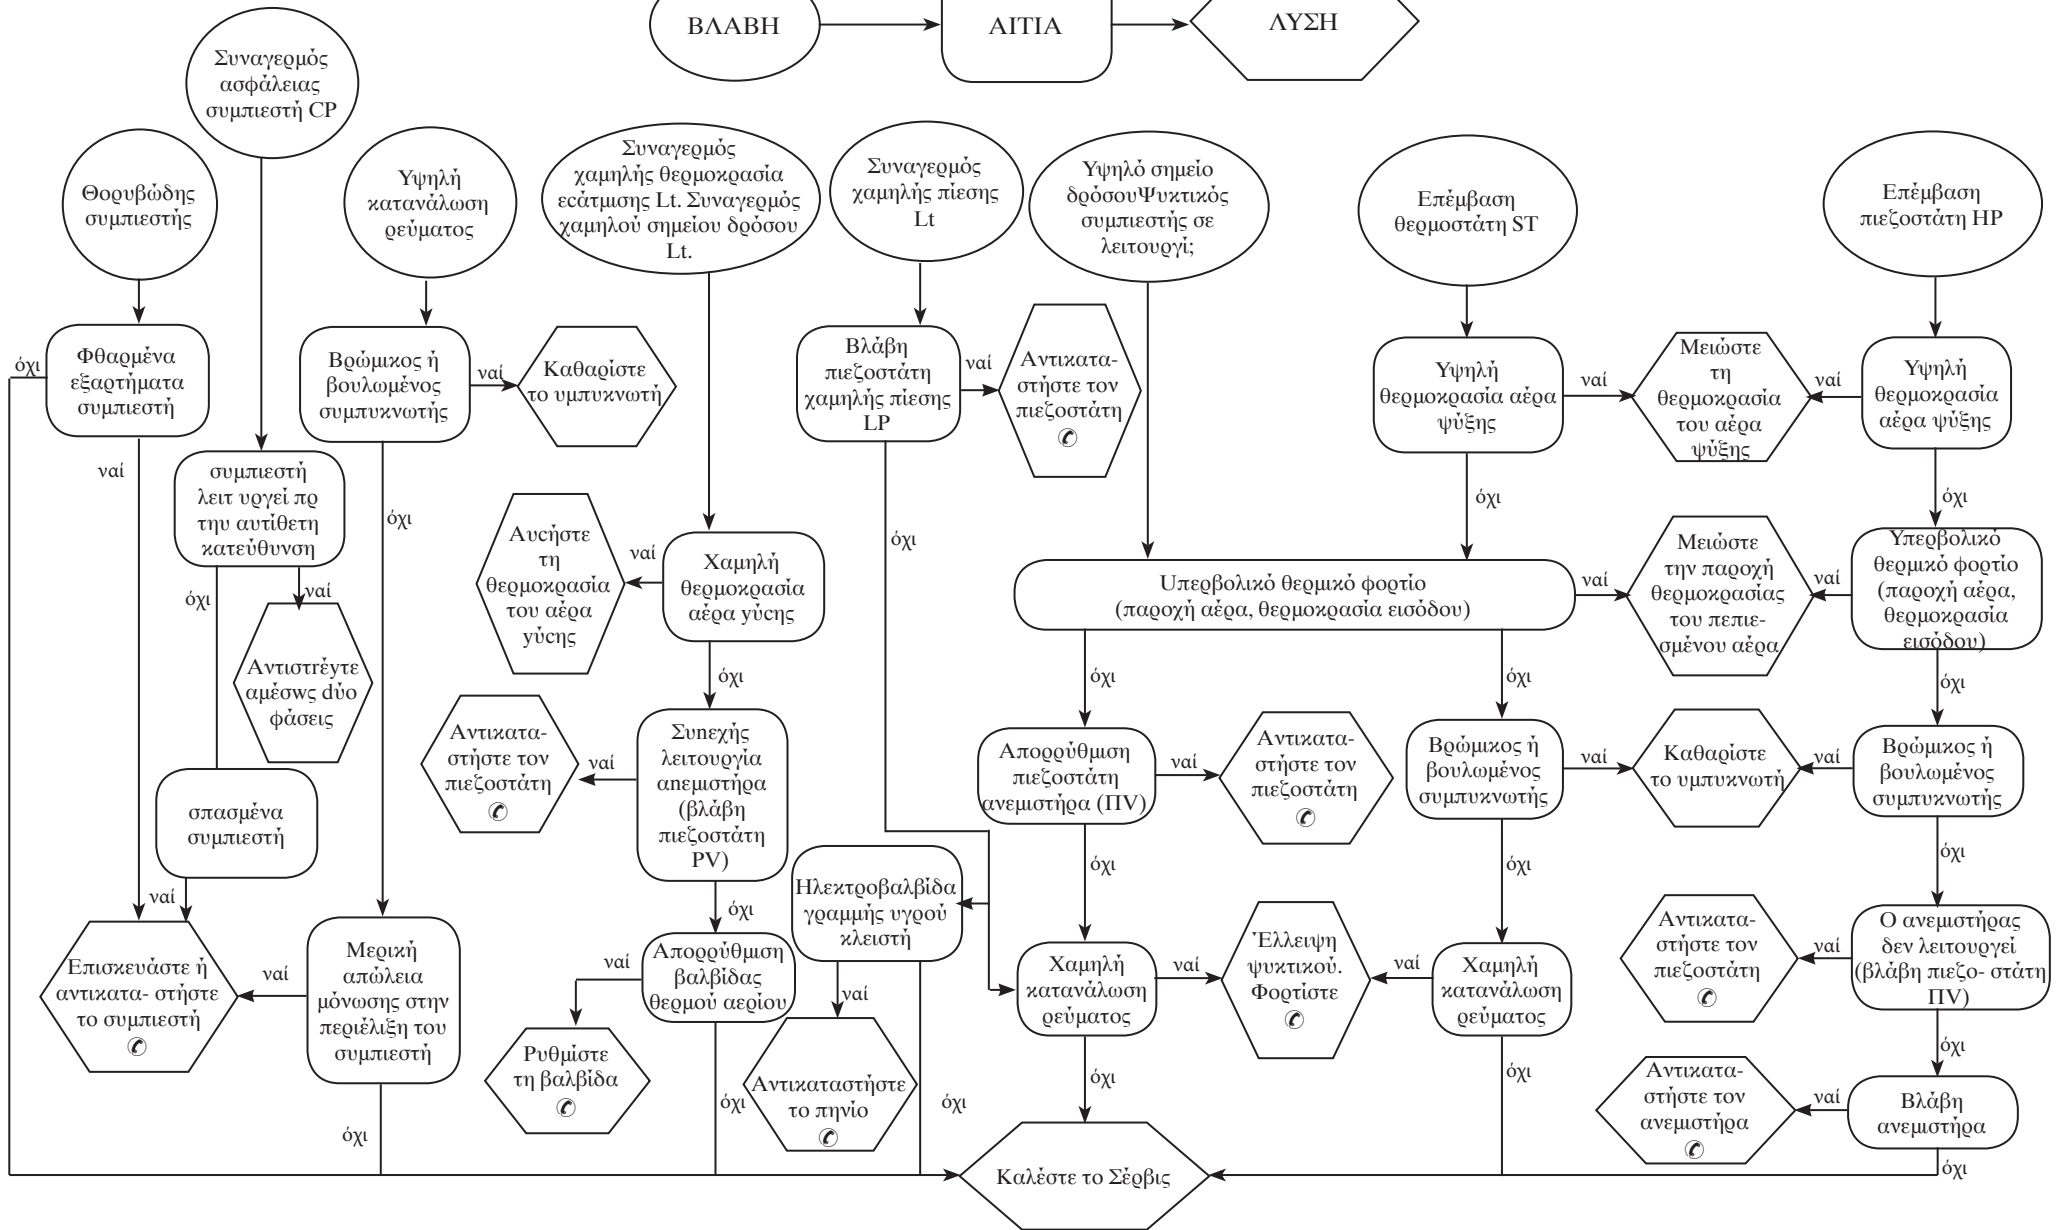 ΒΛΑΒΗ
ΑΙΤΙΑ
ΛΥΣΗ
Συναγερμός
ασφάλειας
συμπιεστή CP
Θορυβώδης
συμπιεστής
Υψηλή
κατανάλωση
ρεύματος
Συναγερμός
χαμηλής θερμοκρασία
εcάτμισης Lt. Συναγερμός
χαμηλού σημείου δρόσου
Lt.
Συναγερμός
χαμηλής πίεσης
Lt
Υψηλό σημείο
δρόσουΨυκτικός
συμπιεστής σε
λειτουργί;
Επέμβαση
θερμοστάτη ST
Επέμβαση
πιεζοστάτη HP
όχι
Φθαρμένα
εξαρτήματα
συμπιεστή
ναί
Βρώμικος ή
βουλωμένος
συμπυκνωτής
ναί
Καθαρίστε
το υμπυκνωτή
όχι
Βλάβη
πιεζοστάτη
χαμηλής πίεσης
LP
ναί
Αντικατα-
στήστε τον
πιεζοστάτη
✆
όχι
Υψηλή
θερμοκρασία αέρα
ψύξης
ναί
Μειώστε
τη
θερμοκρασία
του αέρα
ψύξης
ναί
Υψηλή
θερμοκρασία
αέρα ψύξης
όχι
όχι
συμπιεστή
λειτ υργεί πρ
την αυτίθετη
κατεύθυνση
όχι
ναί
Αντιστrέyτε
αμέσwς dύο
φάσεις
Αυcήστε
τη
θερμοκρασία
του αέρα
yύcης
ναί
Χαμηλή
θερμοκρασία
αέρα yύcης
όχι
Uπερβολικό θερμικό φορτίο
(παροχή αέρα, θερμοκρασία εισόδου)
ναί
Μειώστε
την παροχή
θερμοκρασίας
του πεπιε-
σμένου αέρα
ναί
Υπερβολικό
θερμικό φορτίο
(παροχή αέρα,
θερμοκρασία
εισόδου)
όχι
όχι
όχι
Αντικατα-
στήστε τον
πιεζοστάτη
✆
ναί
Συnεχής
λειτουργία
αnεμιστήρα
(βλάβη
πιεζοστάτη
PV)
όχι
Απορρύθμιση
πιεζοστάτη
ανεμιστήρα (ΠV)
ναί
Αντικατα-
στήστε τον
πιεζοστάτη
✆
όχι
Βρώμικος ή
βουλωμένος
συμπυκνωτής
ναί
Καθαρίστε
το υμπυκνωτή
ναί
Βρώμικος ή
βουλωμένος
συμπυκνωτής
όχι
όχι
σπασμένα
συμπιεστή
ναί
Επισκευάστε ή
αντικατα- στήστε
το συμπιεστή
✆
ναί
Μερική
απώλεια
μόνωσης στην
περιέλιξη του
συμπιεστή
όχι
ναί
Απορρύθμιση
βαλβίδας
θερμού αερίου
Ρυθμίστε
τη βαλβίδα
✆
όχι
Ηλεκτροβαλβίδα
γραμμής υγρού
κλειστή
ναί
Αντικαταστήστε
το πηνίο
✆
όχι
Χαμηλή
κατανάλωση
ρεύματος
ναί
Έλλειψη
ψυκτικού.
Φορτίστε
✆
ναί
Χαμηλή
κατανάλωση
ρεύματος
όχι
όχι
Αντικατα-
στήστε τον
πιεζοστάτη
✆
ναί
Ο ανεμιστήρας
δεν λειτουργεί
(βλάβη πιεζο- στάτη
ΠV)
όχι
Αντικατα-
στήστε τον
ανεμιστήρα
✆
ναί
Βλάβη
ανεμιστήρα
όχι
Καλέστε το Σέρβις